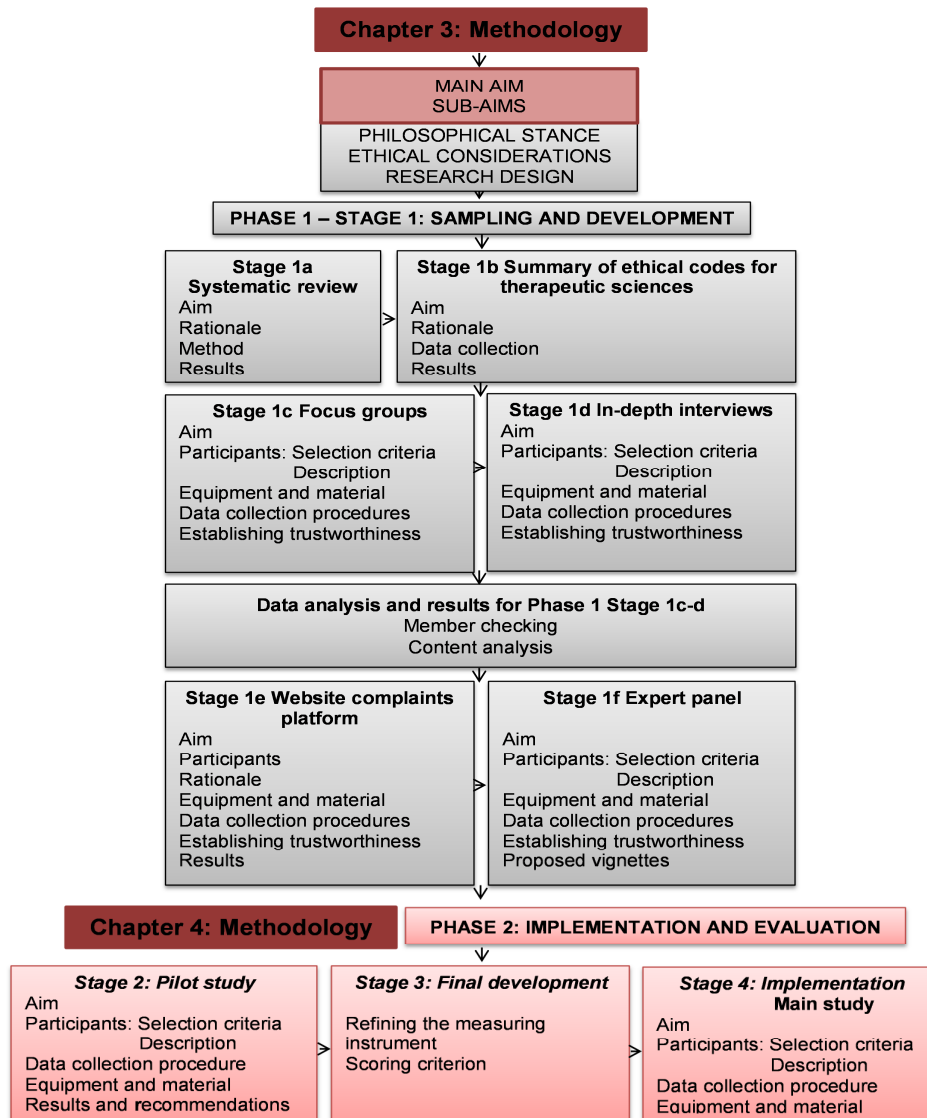 Chapter 3: Methodology
MAIN AIM
SUB-AIMS
PHILOSOPHICAL STANCE
ETHICAL CONSIDERATIONS
RESEARCH DESIGN
PHASE 1 – STAGE 1: SAMPLING AND DEVELOPMENT
Stage 1a
Systematic review
Aim
Rationale
Method
Results
Stage 1b Summary of ethical codes for
therapeutic sciences
Aim
Rationale
Data collection
Results
Stage 1c Focus groups
Aim
Participants: Selection criteria
Description
Equipment and material
Data collection procedures
Establishing trustworthiness
Stage 1d In-depth interviews
Aim
Participants: Selection criteria
Description
Equipment and material
Data collection procedures
Establishing trustworthiness
Data analysis and results for Phase 1 Stage 1c-d
Member checking
Content analysis
Stage 1e Website complaints
platform
Aim
Participants
Rationale
Equipment and material
Data collection procedures
Establishing trustworthiness
Results
Stage 1f Expert panel
Aim
Participants: Selection criteria
Description
Equipment and material
Data collection procedures
Establishing trustworthiness
Proposed vignettes
Chapter 4: Methodology
PHASE 2: IMPLEMENTATION AND EVALUATION
Stage 2: Pilot study
Aim
Participants: Selection criteria
Description
Data collection procedure
Equipment and material
Results and recommendations
Stage 3: Final development
Refining the measuring
instrument
Scoring criterion
Stage 4: Implementation
Main study
Aim
Participants: Selection criteria
Description
Data collection procedure
Equipment and material